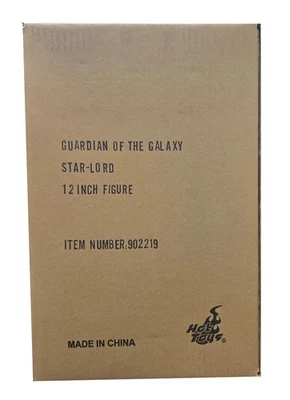 GUARDIAN OF THE GALAXY
STAR-LORD
12 INCH FIGURE
ITEM NUMBER.902219
MADE IN CHINA
Hot
Toys®